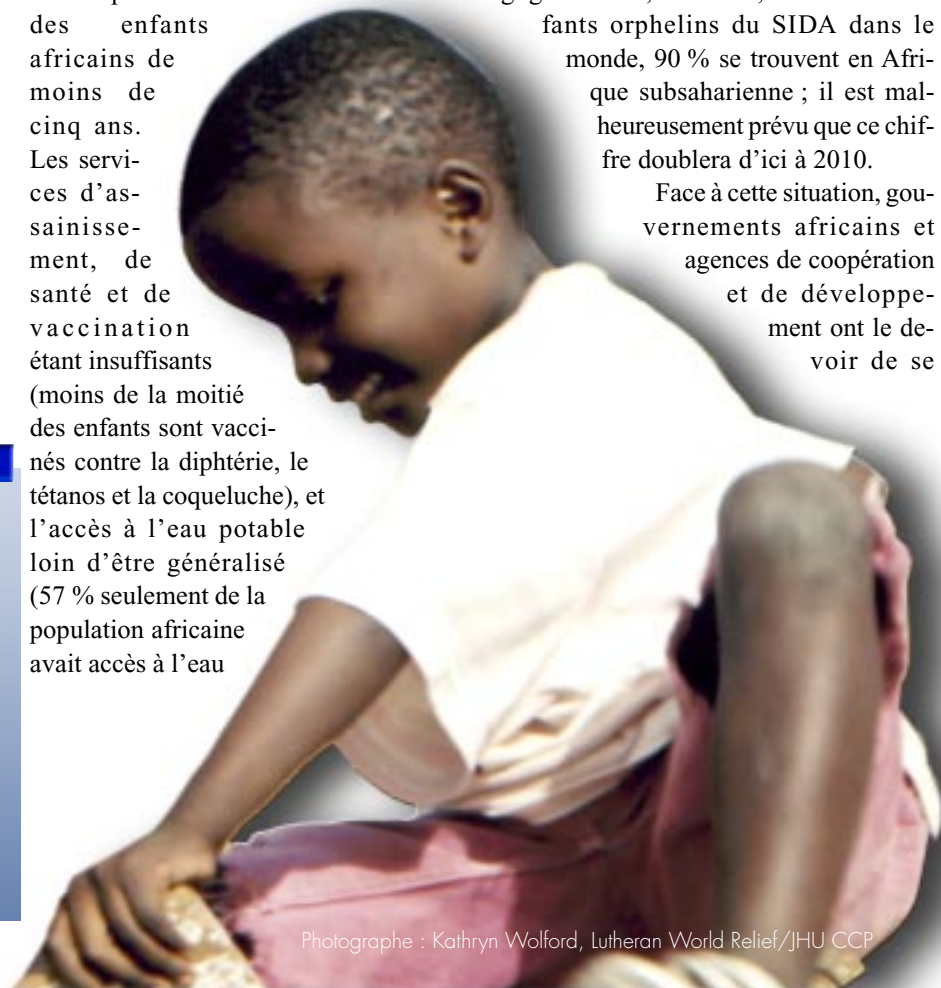 des enfants
africains de
moins de
cinq ans.
Les servi-
ces d'as-
sainisse-
ment, de
santé et de
vaccination
étant insuffisants
(moins de la moitié
des enfants sont vacci-
nés contre la diphtérie, le
tétanos et la coqueluche), et
l'accès à l'eau potable
loin d'être généralisé
(57 % seulement de la
population africaine
avait accès à l'eau
fants orphelins du SIDA dans le
monde, 90 % se trouvent en Afri-
que subsaharienne ; il est mal-
heureusement prévu que ce chif-
fre doublera d'ici à 2010.
Face à cette situation, gou-
vernements africains et
agences de coopération
et de développe-
ment ont le de-
voir de se
Photographe : Kathryn Wolford, Lutheran World Relief/JHU CCP